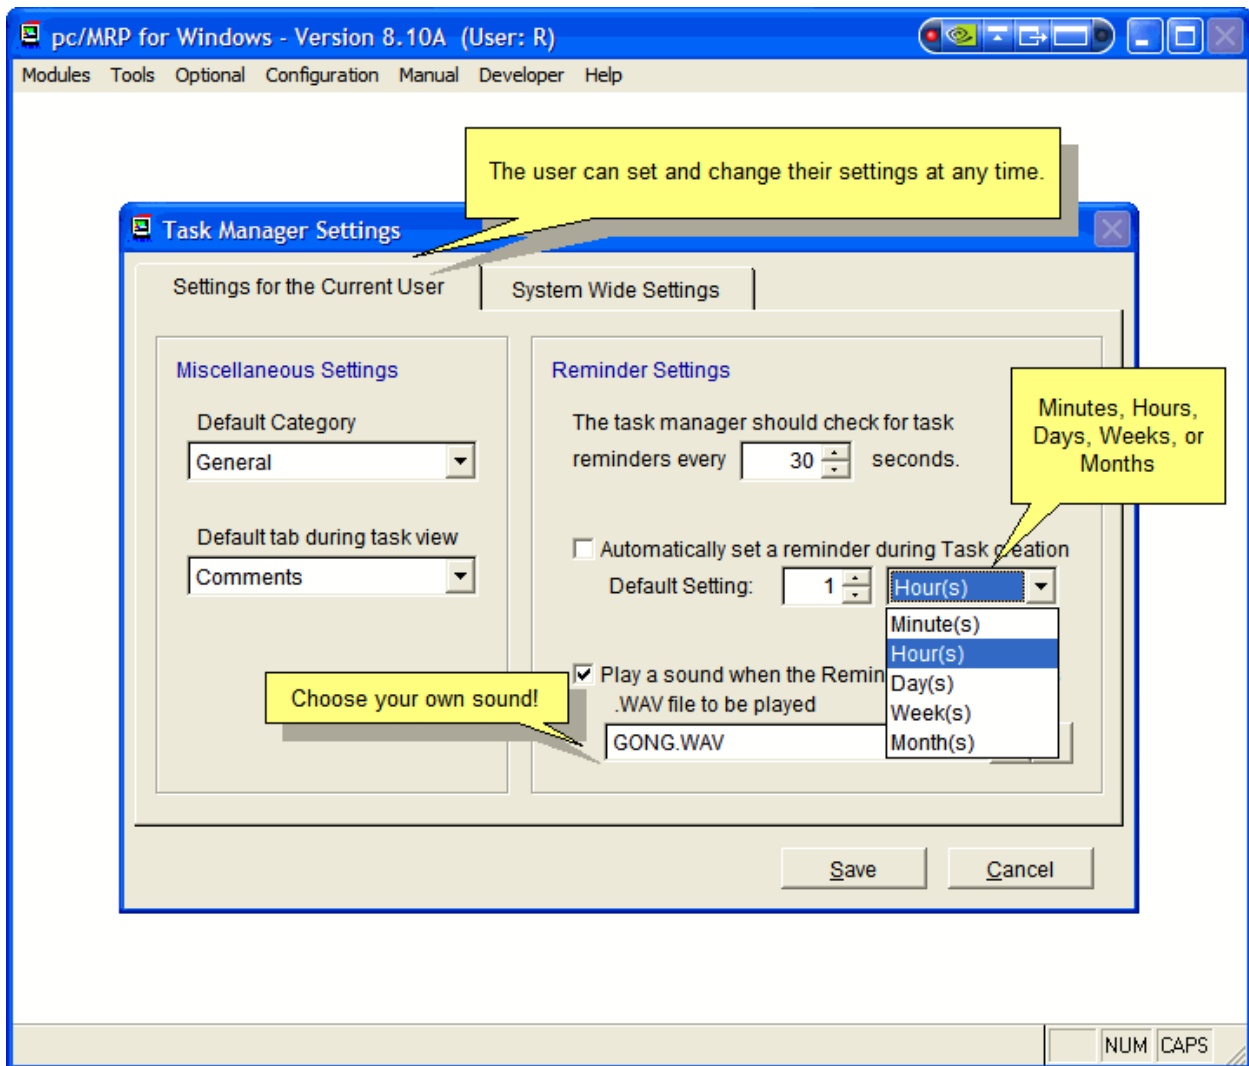 pc/MRP for Windows - Version 8.10A (User: R)
Modules Tools Optional Configuration Manual Developer Help
The user can set and change their settings at any time.
Task Manager Settings
Settings for the Current User
System Wide Settings
Miscellaneous Settings
Default Category
General
Default tab during task view
Comments
Reminder Settings
The task manager should check for task
reminders every 30 seconds.
Minutes, Hours,
Days, Weeks, or
Months
Automatically set a reminder during Task creation
Default Setting: 1 Hour(s)
Minute(s)
Hour(s)
Day(s)
Week(s)
Month(s)
Play a sound when the Remin
.WAV file to be played
GONG.WAV
Choose your own sound!
Save
Cancel
NUM CAPS